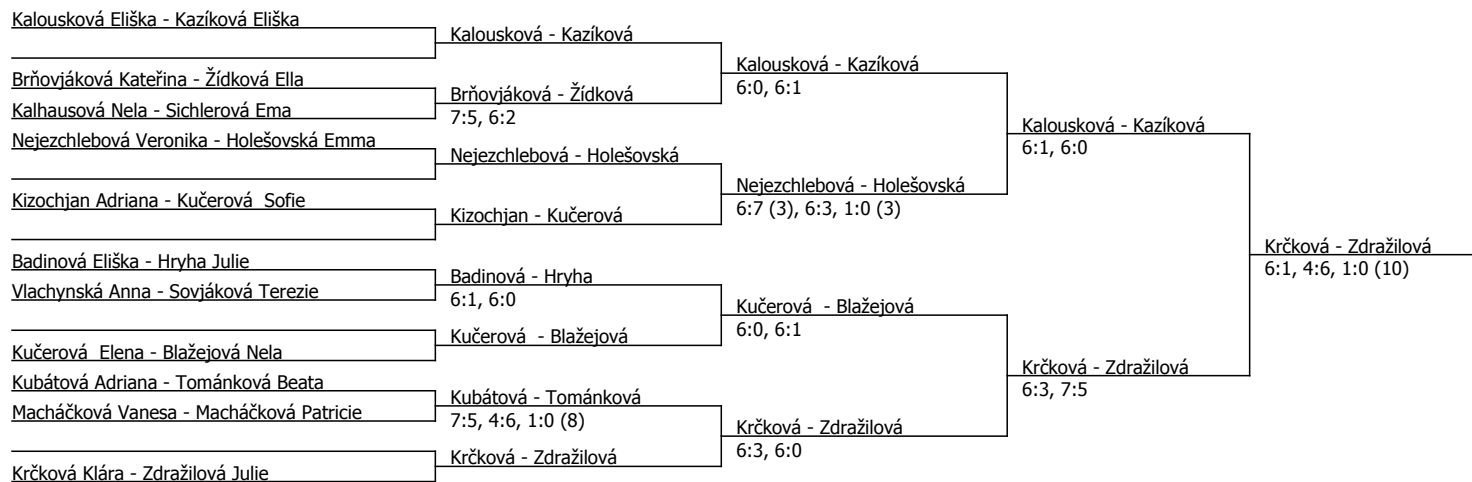 Kalousková Eliška - Kazíková Eliška
Brňovjáková Kateřina - Žídková Ella
Kalhausová Nela - Sichlerová Ema
Nejezchlebová Veronika - Holešovská Emma
Kizochjan Adriana - Kučerová  Sofie
Badinová Eliška - Hryha Julie
Vlachynská Anna - Sovjáková Terezie
Kučerová  Elena - Blažejová Nela
Kubátová Adriana - Tománková Beata
Macháčková Vanesa - Macháčková Patricie
Krčková Klára - Zdražilová Julie
Kalousková - Kazíková
Brňovjáková - Žídková
7:5, 6:2
Nejezchlebová - Holešovská
Kizochjan - Kučerová
Badinová - Hryha
6:1, 6:0
Kučerová  - Blažejová
Kubátová - Tománková
7:5, 4:6, 1:0 (8)
Krčková - Zdražilová
Kalousková - Kazíková
6:0, 6:1
Nejezchlebová - Holešovská
6:7 (3), 6:3, 1:0 (3)
Kučerová  - Blažejová
6:0, 6:1
Krčková - Zdražilová
6:3, 6:0
Kalousková - Kazíková
6:1, 6:0
Krčková - Zdražilová
6:3, 7:5
Krčková - Zdražilová
6:1, 4:6, 1:0 (10)